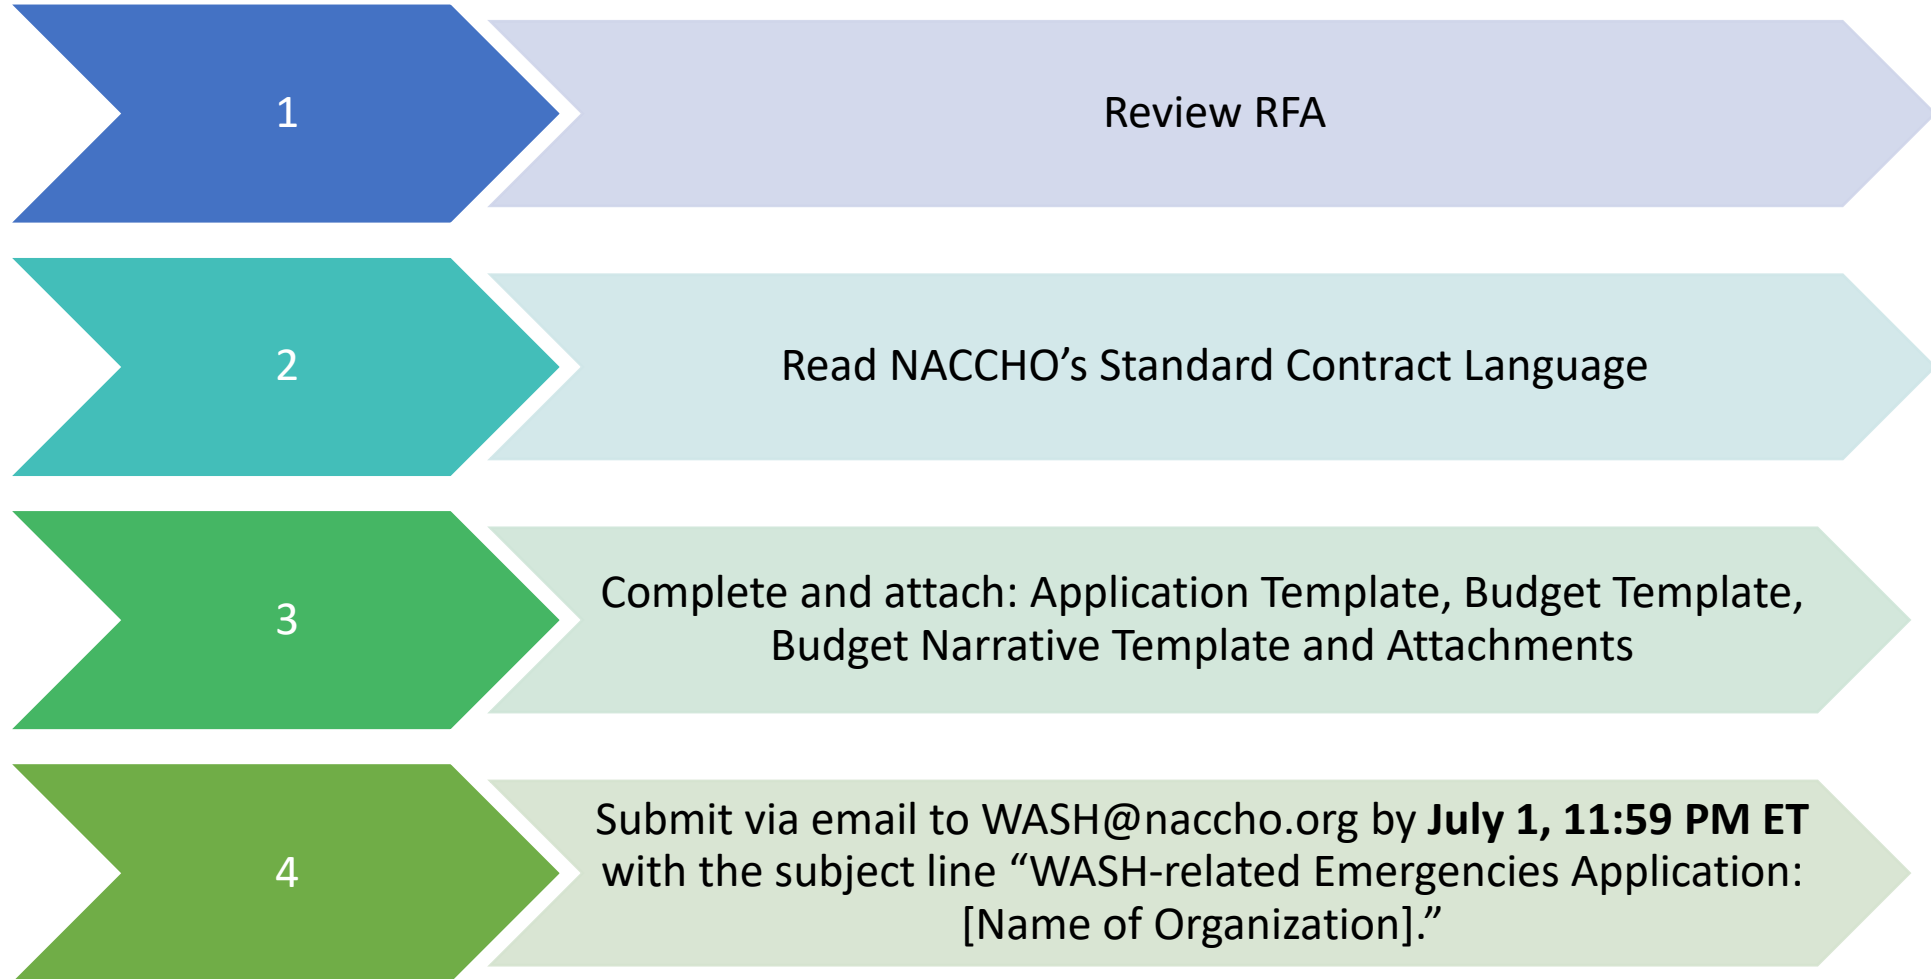 1
Review RFA
2
Read NACCHO’s Standard Contract Language
3
Complete and attach: Application Template, Budget Template,
Budget Narrative Template and Attachments
4
Submit via email to WASH@naccho.org by July 1, 11:59 PM ET
with the subject line “WASH-related Emergencies Application:
[Name of Organization].”